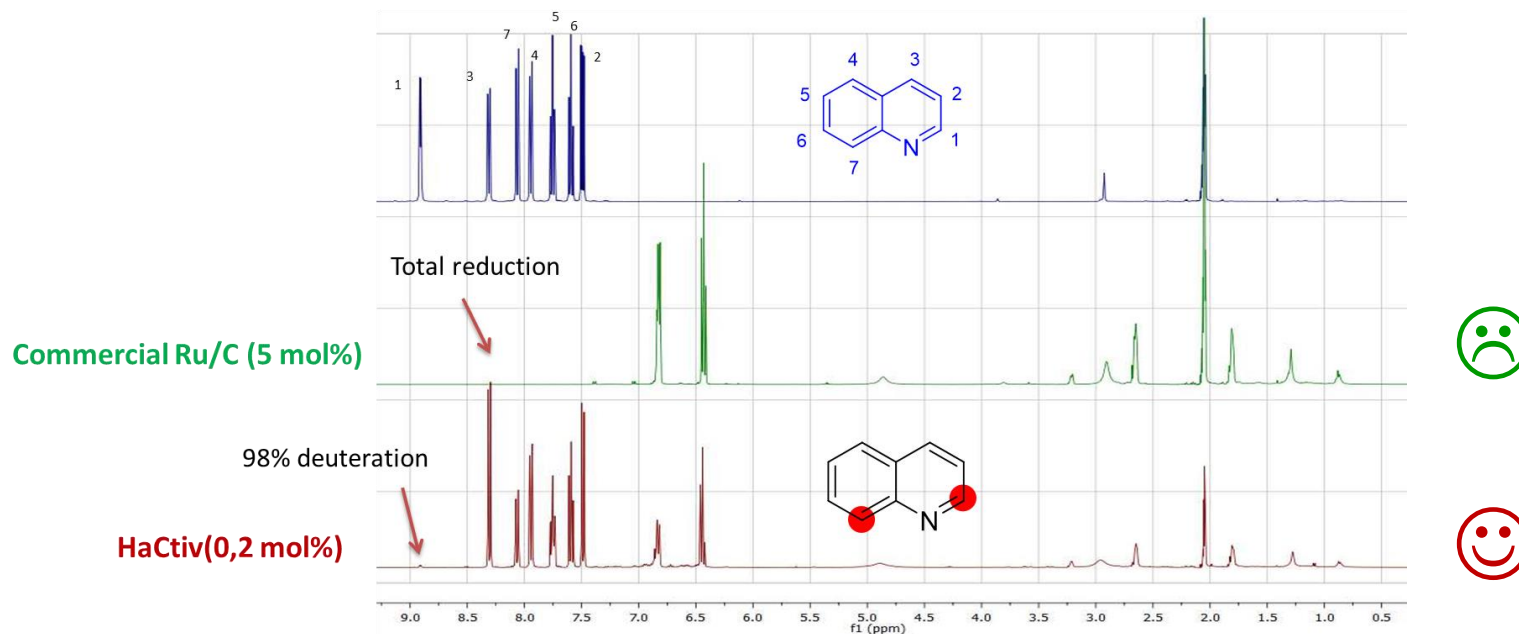 1
3
7
4
5
6
2
4
3
5
2
6
1
7
N
Total reduction
Commercial Ru/C (5 mol%)
98% deuteration
HaCtiv(0,2 mol%)
N
9.0 8.5 8.0 7.5 7.0 6.5 6.0 5.5 5.0 4.5 4.0 3.5 3.0 2.5 2.0 1.5 1.0 0.5
f1 (ppm)